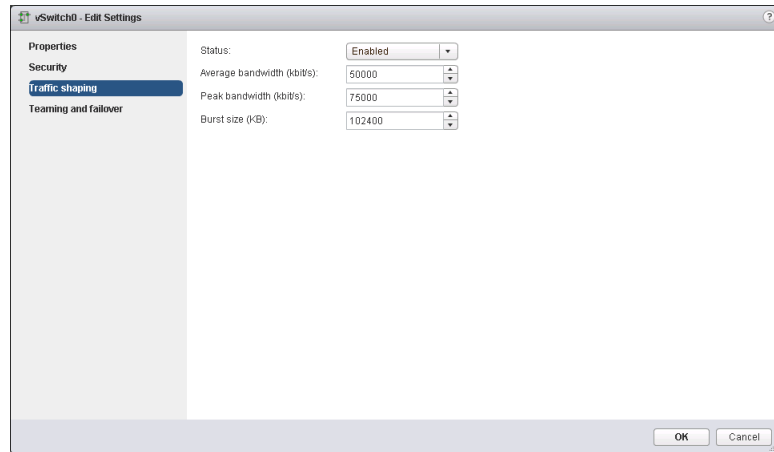 vSwitch0 - Edit Settings
?
Properties
Security
Traffic shaping
Teaming and failover
Status: Enabled
Average bandwidth (kbit/s): 50000
Peak bandwidth (kbit/s): 75000
Burst size (KB): 102400
OK Cancel